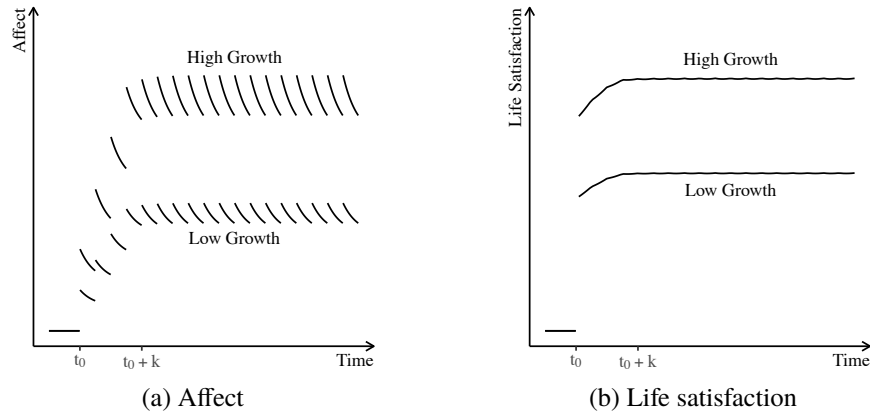 Affect
High Growth
Low Growth
t0
t0 + k
Time
(a) Affect
Life Satisfaction
High Growth
Low Growth
t0
t0 + k
Time
(b) Life satisfaction